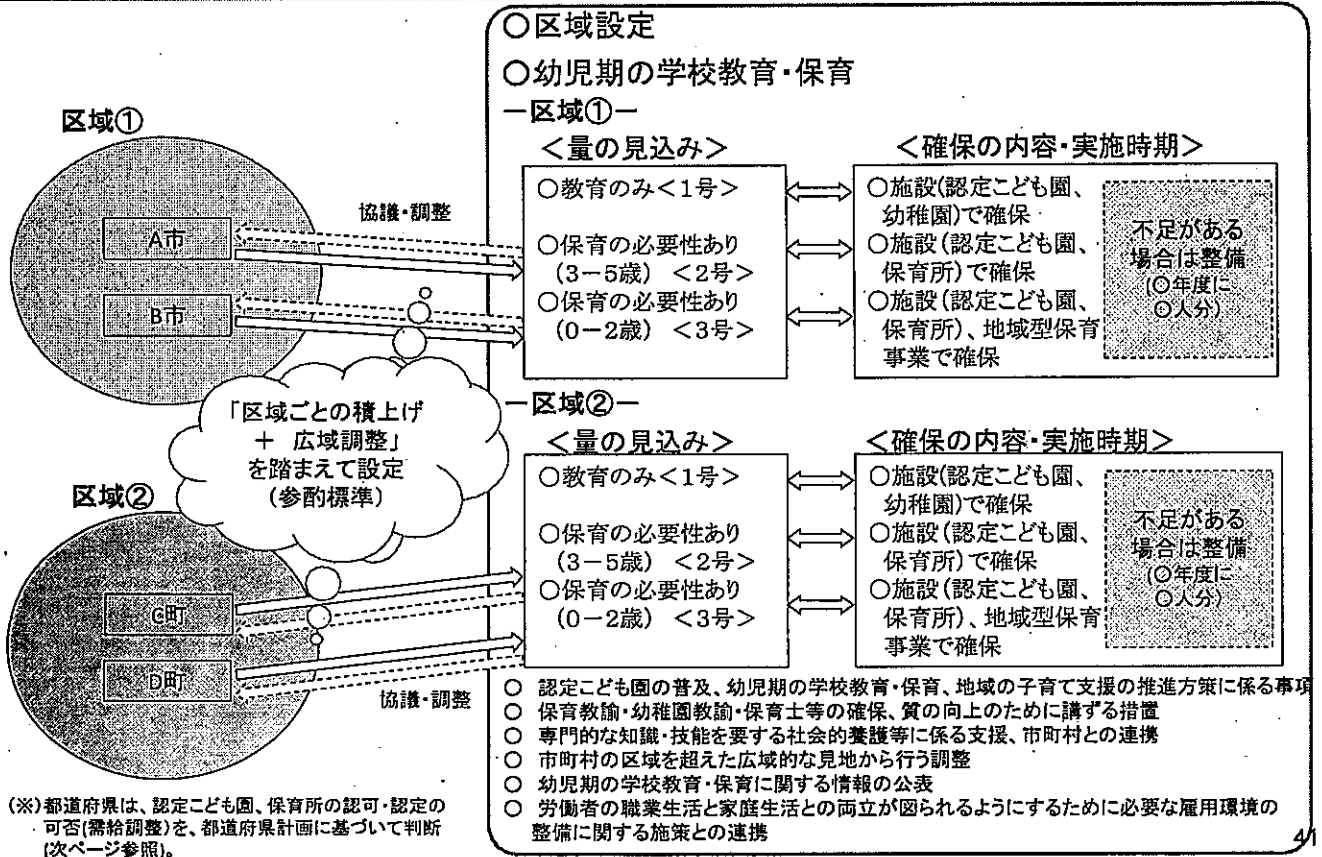 区域①
A市
B市
協議・調整
「区域ごとの積上げ
+ 広域調整」
を踏まえて設定
(参酌標準)
区域②
C町
D町
協議・調整
(※)都道府県は、認定こども園、保育所の認可・認定の
可否(需給調整)を、都道府県計画に基づいて判断
(次ページ参照)。
○区域設定
○幼児期の学校教育・保育
ー区域①ー
<量の見込み>
○教育のみ<1号>
○保育の必要性あり
(3-5歳) <2号>
○保育の必要性あり
(0-2歳) <3号>
<確保の内容・実施時期>
○施設(認定こども園、
幼稚園)で確保
○施設(認定こども園、
保育所)で確保
○施設(認定こども園、
保育所)、地域型保育
事業で確保
不足がある
場合は整備
(○年度に
○人分)
ー区域②ー
<量の見込み>
○教育のみ<1号>
○保育の必要性あり
(3-5歳) <2号>
○保育の必要性あり
(0-2歳) <3号>
<確保の内容・実施時期>
○施設(認定こども園、
幼稚園)で確保
○施設(認定こども園、
保育所)で確保
○施設(認定こども園、
保育所)、地域型保育
事業で確保
不足がある
場合は整備
(○年度に
○人分)
○ 認定こども園の普及、幼児期の学校教育・保育、地域の子育て支援の推進方策に係る事項
○ 保育教諭・幼稚園教諭・保育士等の確保、質の向上のために講ずる措置
○ 専門的な知識・技能を要する社会的養護等に係る支援、市町村との連携
○ 市町村の区域を超えた広域的な見地から行う調整
○ 幼児期の学校教育・保育に関する情報の公表
○ 労働者の職業生活と家庭生活との両立が図られるようにするために必要な雇用環境の
整備に関する施策との連携
41